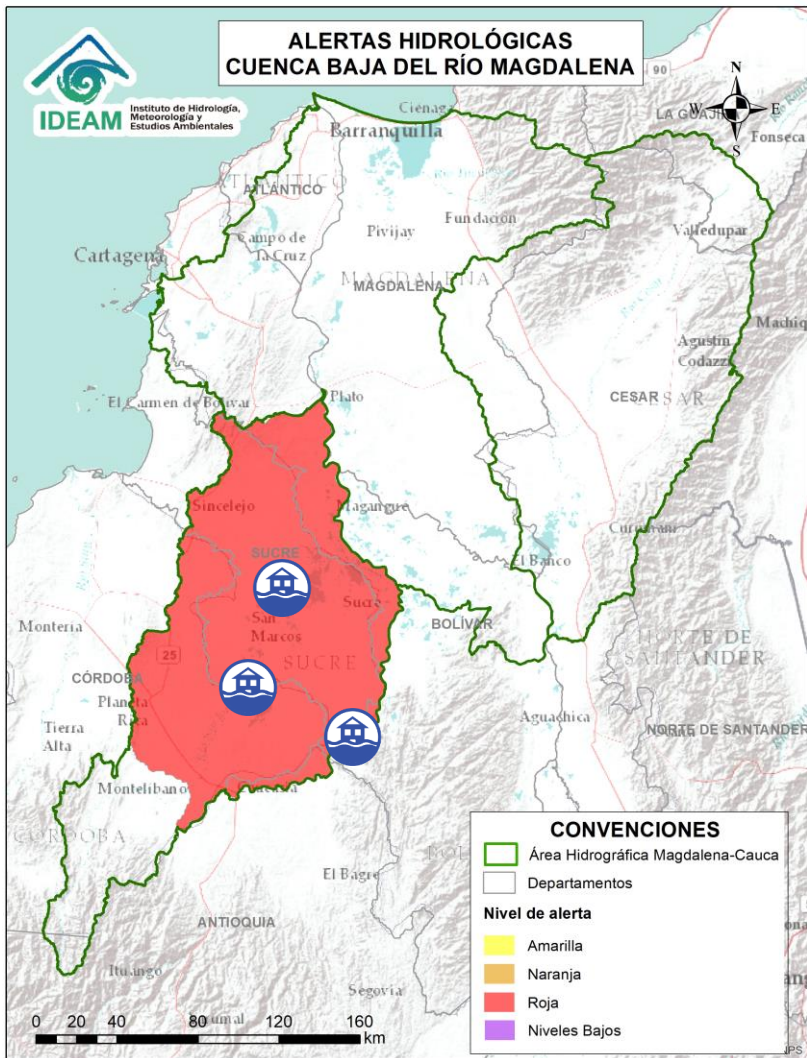 ALERTAS HIDROLÓGICAS
CUENCA BAJA DEL RÍO MAGDALENA
IDEAM
Instituto de Hidrología,
Meteorología y
Estudios Ambientales
N
W
E
S
90
LA GUAJIRA
Fonseca
Ciénaga
Barranquilla
ATLÁNTICO
ATLÁNTICO
Fundación
Pivijay
Valledupar
Campo de
la Cruz
Cartagena
MAGDALENA
MAGDALENA
Agustín
Codazzi
CESAR
CESAR
Plato
El Carmen de Bolívar
Sincelejo
Magangué
SUCRE
El Banco
Sucre
San
Marcos
BOLÍVAR
Montería
25
SUCRE
NORTE DE
SANTANDER
CÓRDOBA
Planeta
Rica
Aguachica
Tierra
Alta
NORTE DE SANTANDER
Montelíbano
CÓRDOBA
El Bagre
ANTIOQUIA
Ituango
Segovia
0 20 40 80 120 160
km
CONVENCIONES
Área Hidrográfica Magdalena-Cauca
Departamentos
Nivel de alerta
Amarilla
Naranja
Roja
Niveles Bajos